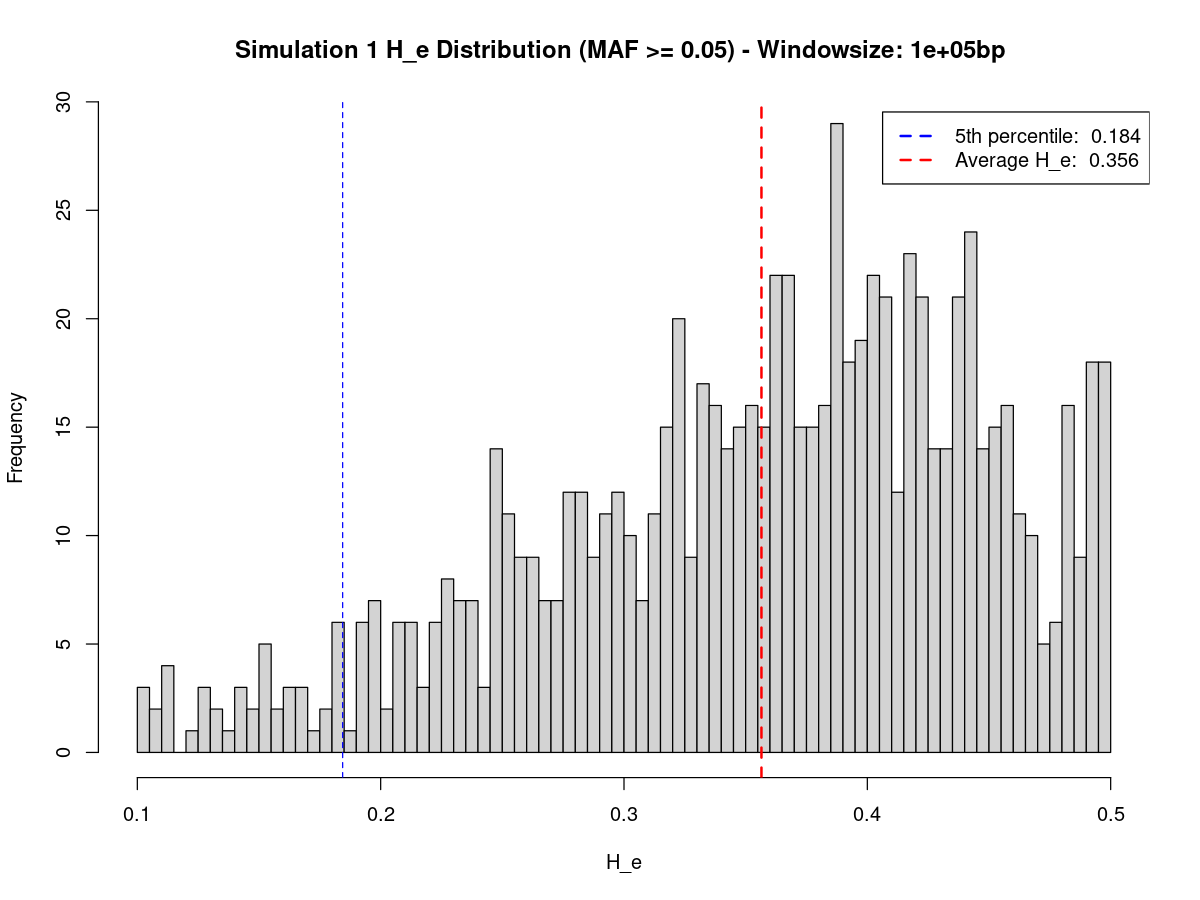 Simulation 1 H_e Distribution (MAF >= 0.05) - Windowsize: 1e+05bp
5th percentile: 0.184
Average H_e: 0.356
Frequency
30
25
20
15
10
5
0
0.1 0.2 0.3 0.4 0.5
H_e